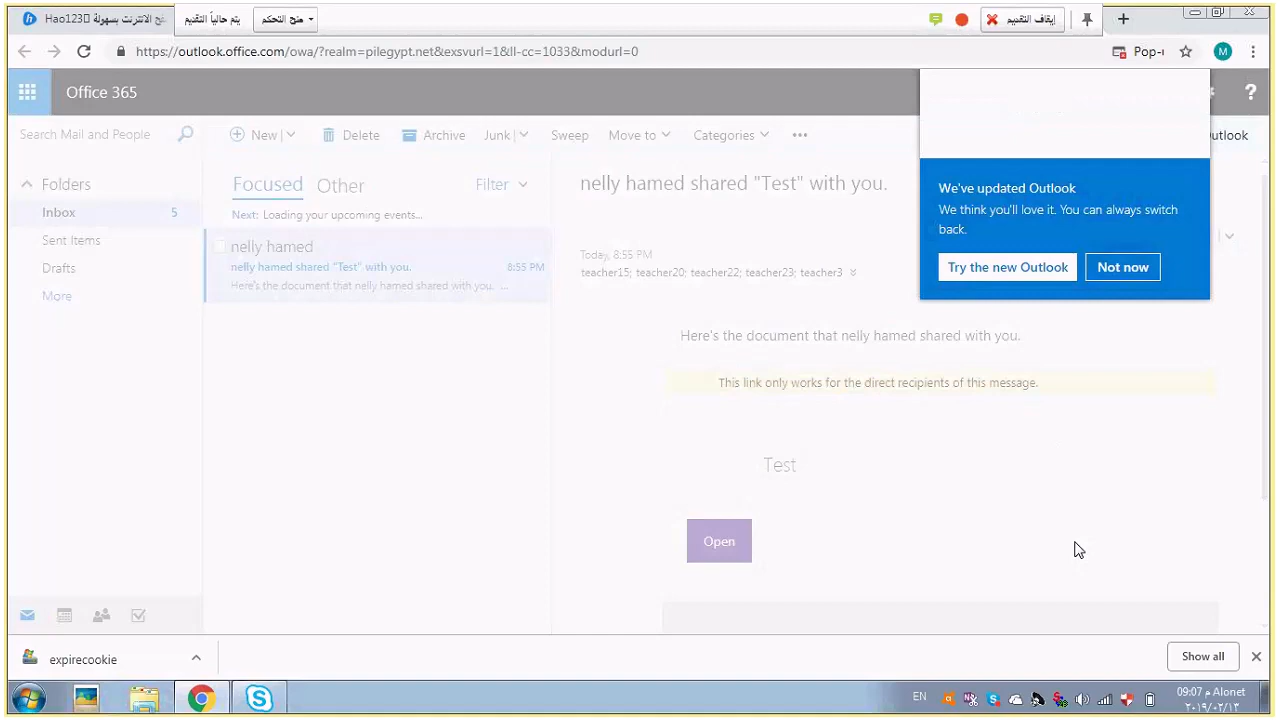 Hao123 تح الانترنت بسهولة
يتم حالياً التقديم
منح التحكم
إيقاف التقديم
https://outlook.office.com/owa/?realm=pilegypt.net&exsvurl=1&ll-cc=1033&modurl=0
Pop-
M
Office 365
?
Search Mail and People
New
Delete
Archive
Junk
Sweep
Move to
Categories
utlook
Folders
Inbox 5
Sent Items
Drafts
More
Focused
Other
Filter
Next: Loading your upcoming events...
nelly hamed
nelly hamed shared "Test" with you. 8:55 PM
Here's the document that nelly hamed shared with you. ...
nelly hamed shared "Test" with you.
Today, 8:55 PM
teacher15; teacher20; teacher22; teacher23; teacher3
We've updated Outlook
We think you'll love it. You can always switch
back.
Try the new Outlook
Not now
Here's the document that nelly hamed shared with you.
This link only works for the direct recipients of this message.
Test
Open
expirecookie
Show all
EN
09:07 م Alonet
٢٠١٩/٠٢/١٣